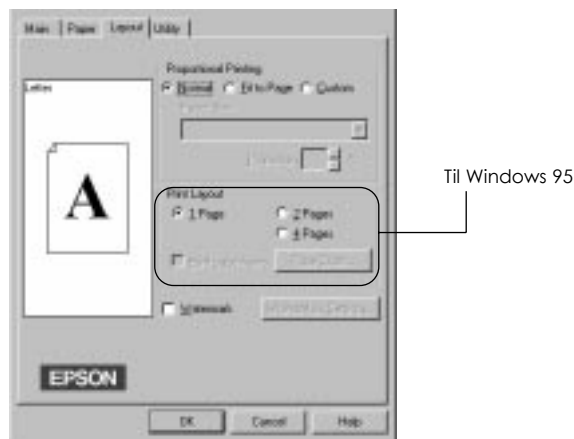 Main Paper Layout Utility
Letter
Proportional Printing
Normal Fit to Page Custom
A
Til Windows 95
Print Layout
1 Page 2 Pages
4 Pages
Watermark
EPSON
OK Cancel Help